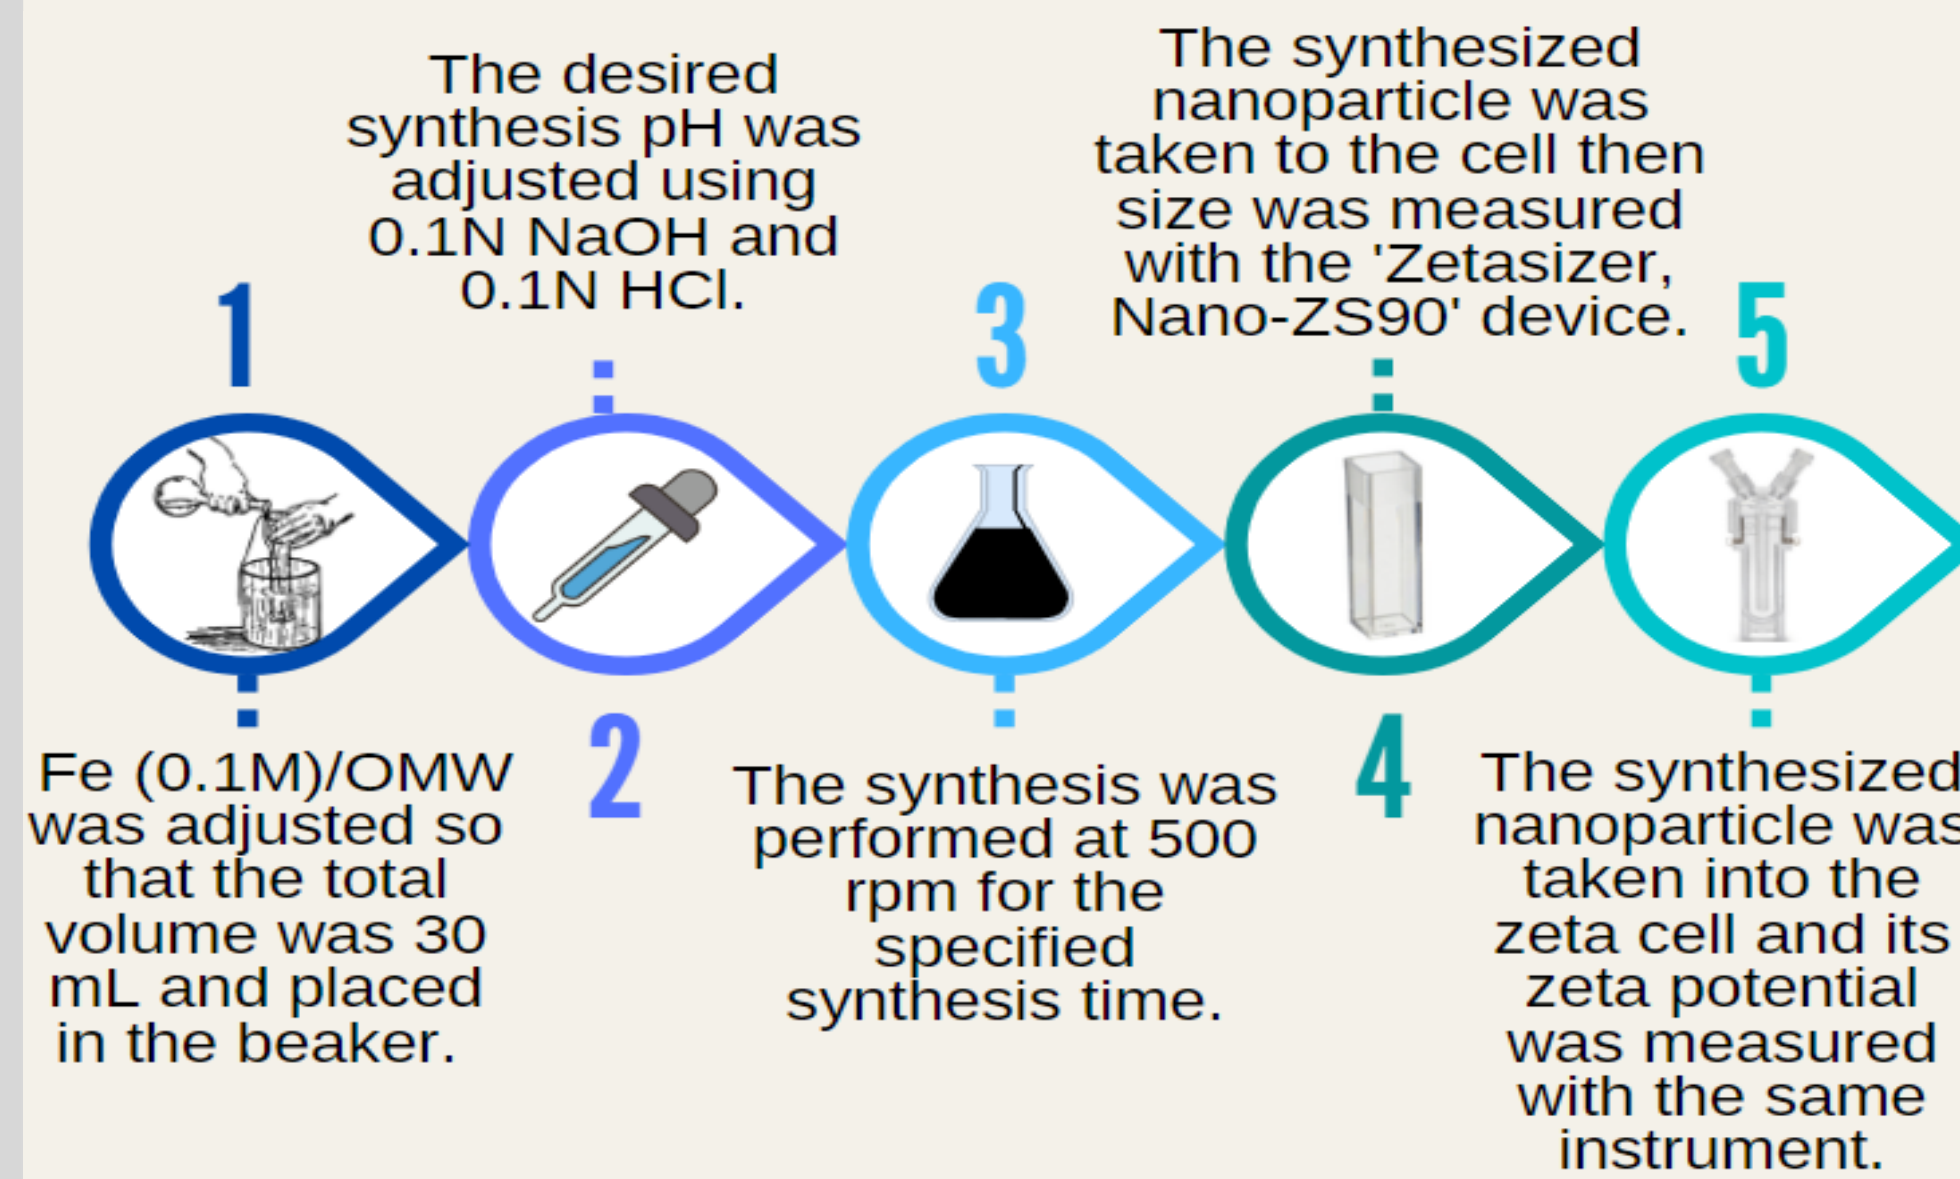 1
Fe (0.1M)/OMW
was adjusted so
that the total
volume was 30
mL and placed
in the beaker.
The desired
synthesis pH was
adjusted using
0.1N NaOH and
0.1N HCl.
2
3
The synthesis was
performed at 500
rpm for the
specified
synthesis time.
The synthesized
nanoparticle was
taken to the cell then
size was measured
with the 'Zetasizer,
Nano-ZS90' device.
4
5
The synthesized
nanoparticle was
taken into the
zeta cell and its
zeta potential
was measured
with the same
instrument.